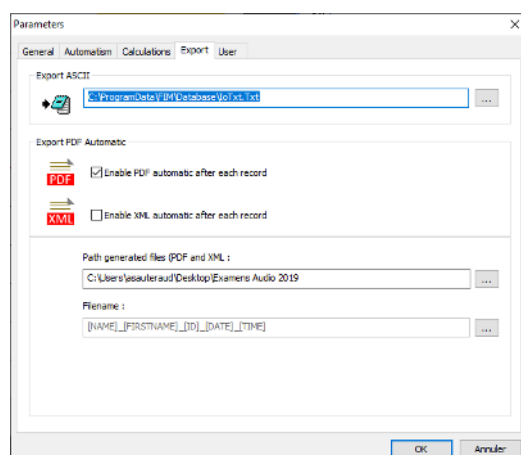 Parameters
General Automatism Calculations Export User
Export ASCII
C:\ProgramData\FIM\Database\IoTxt.Txt
...
Export PDF Automatic
PDF
Enable PDF automatic after each record
XML
Enable XML automatic after each record
Path generated files (PDF and XML :
C:\Users\asauteraud\Desktop\Examens Audio 2019
...
Filename :
[NAME]_[FIRSTNAME]_[ID]_[DATE]_[TIME]
...
OK Annuler